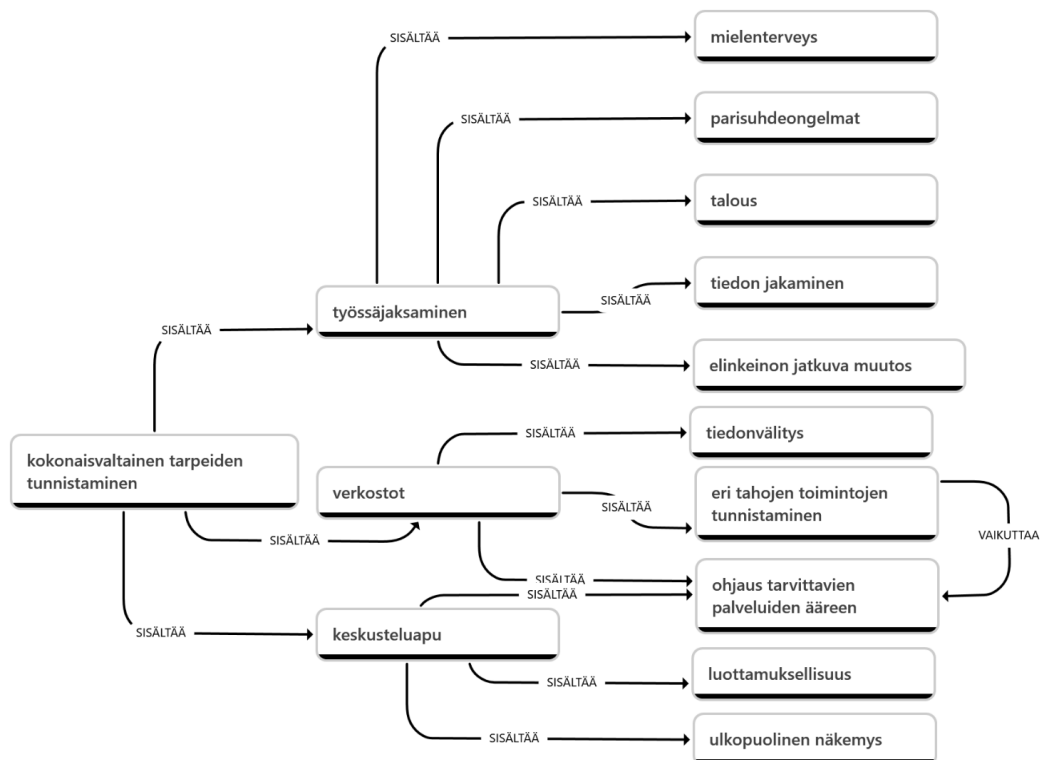 SISÄLTÄÄ
mielenterveys
SISÄLTÄÄ
parisuhdeongelmat
SISÄLTÄÄ
talous
SISÄLTÄÄ
tiedon jakaminen
työssäjaksaminen
SISÄLTÄÄ
SISÄLTÄÄ
elinkeinon jatkuva muutos
kokonaisvaltainen tarpeiden
tunnistaminen
SISÄLTÄÄ
tiedonvälitys
verkostot
SISÄLTÄÄ
eri tahojen toimintojen
tunnistaminen
VAIKUTTAA
SISÄLTÄÄ
SISÄLTÄÄ
SISÄLTÄÄ
ohjaus tarvittavien
palveluiden ääreen
SISÄLTÄÄ
keskusteluapu
SISÄLTÄÄ
luottamuksellisuus
SISÄLTÄÄ
ulkopuolinen näkemys